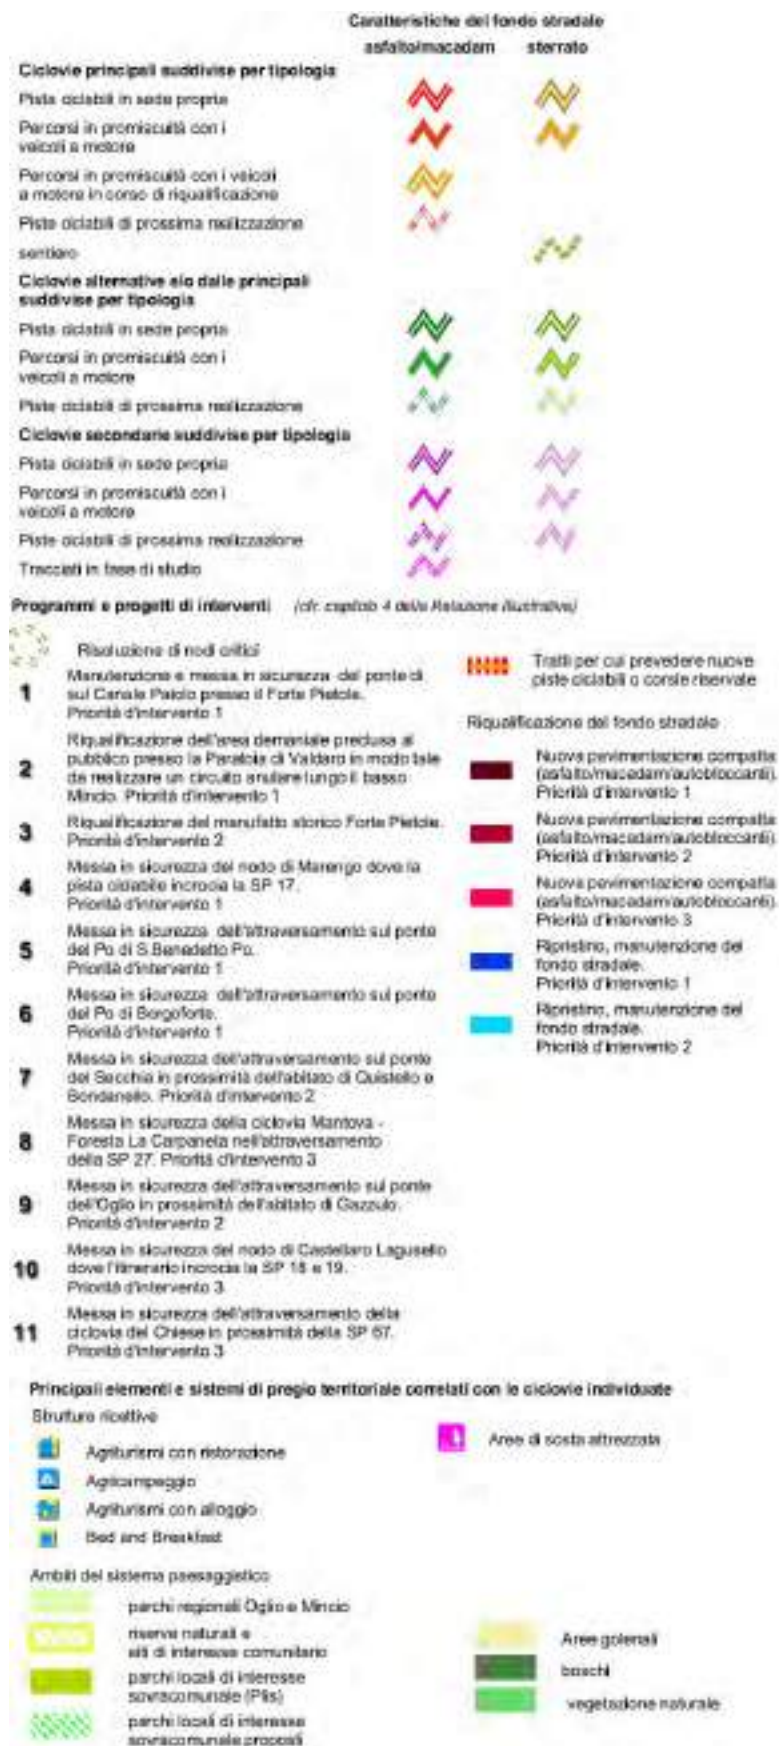 Caratteristiche del fondo stradale
asfalto/macadam sterrato
Ciclovie principali suddivise per tipologia
Pista ciclabili in sede propria
Percorsi in promiscuità con i
veicoli a motore
Percorsi in promiscuità con i veicoli
a motore in corso di riqualificazione
Piste ciclabili di prossima realizzazione
sentiero
Ciclovie alternative e/o dalle principali
suddivise per tipologia
Pista ciclabili in sede propria
Percorsi in promiscuità con i
veicoli a motore
Piste ciclabili di prossima realizzazione
Ciclovie secondarie suddivise per tipologia
Pista ciclabili in sede propria
Percorsi in promiscuità con i
veicoli a motore
Piste ciclabili di prossima realizzazione
Tracciati in fase di studio
Programmi e progetti di interventi (cfr. capitolo 4 della Relazione Illustrativa)
Risoluzione di nodi critici
1 Manutenzione e messa in sicurezza del ponte di
sul Canale Paiolo presso il Forte Pietole.
Priorità d'intervento 1
2 Riqualificazione dell'area demaniale preclusa al
pubblico presso la Paratoia di Valdaro in modo tale
da realizzare un circuito anulare lungo il basso
Mincio. Priorità d'intervento 1
3 Riqualificazione del manufatto storico Forte Pietole.
Priorità d'intervento 2
4 Messa in sicurezza del nodo di Marengo dove la
pista ciclabile incrocia la SP 17.
Priorità d'intervento 1
5 Messa in sicurezza dell'attraversamento sul ponte
del Po di S.Benedetto Po.
Priorità d'intervento 1
6 Messa in sicurezza dell'attraversamento sul ponte
del Po di Borgoforte.
Priorità d'intervento 1
7 Messa in sicurezza dell'attraversamento sul ponte
del Secchia in prossimità dell'abitato di Quistello e
Bondanello. Priorità d'intervento 2
8 Messa in sicurezza della ciclovia Mantova -
Foresta La Carpaneta nell'attraversamento
della SP 27. Priorità d'intervento 3
9 Messa in sicurezza dell'attraversamento sul ponte
dell'Oglio in prossimità dell'abitato di Gazzuolo.
Priorità d'intervento 2
10 Messa in sicurezza del nodo di Castellaro Lagusello
dove l'itinerario incrocia la SP 18 e 19.
Priorità d'intervento 3
11 Messa in sicurezza dell'attraversamento della
ciclovia del Chiese in prossimità della SP 67.
Priorità d'intervento 3
Tratti per cui prevedere nuove
piste ciclabili o corsie riservate
Riqualificazione del fondo stradale
Nuova pavimentazione compatta
(asfalto/macadam/autobloccanti).
Priorità d'intervento 1
Nuova pavimentazione compatta
(asfalto/macadam/autobloccanti).
Priorità d'intervento 2
Nuova pavimentazione compatta
(asfalto/macadam/autobloccanti).
Priorità d'intervento 3
Ripristino, manutenzione del
fondo stradale.
Priorità d'intervento 1
Ripristino, manutenzione del
fondo stradale.
Priorità d'intervento 2
Principali elementi e sistemi di pregio territoriale correlati con le ciclovie individuate
Strutture ricettive
Agriturismi con ristorazione
Agricampeggio
Agriturismi con alloggio
Bed and Breakfast
Aree di sosta attrezzata
Ambiti del sistema paesaggistico
parchi regionali Oglio e Mincio
riserve naturali e
siti di interesse comunitario
parchi locali di interesse
sovracomunale (Plis)
parchi locali di interesse
sovracomunale proposti
Aree golenali
boschi
vegetazione naturale